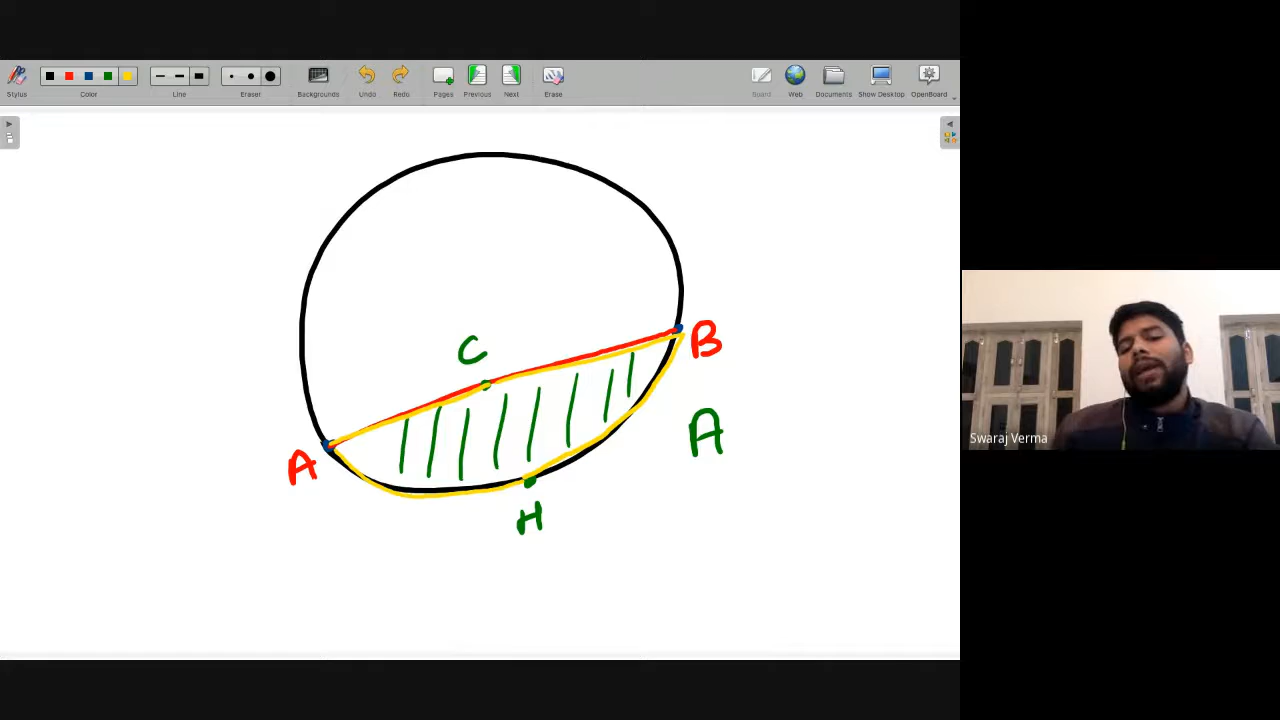 Stylus
Color
Line
Eraser
Backgrounds
Undo
Redo
Pages
Previous
Next
Erase
Board
Web
Documents
Show Desktop
OpenBoard
C
B
A
A
H
Swaraj Verma